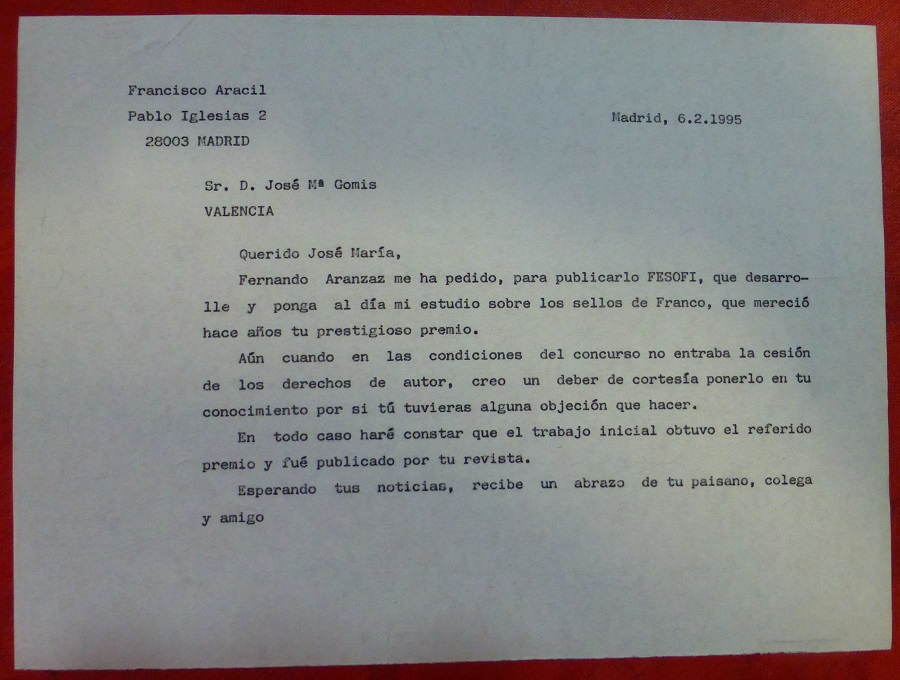 Francisco Aracil
Pablo Iglesias 2
Madrid, 6.2.1995
28003 MADRID
Sr. D. José Mª Gomis
VALENCIA
Querido José María,
Fernando Aranzaz me ha pedido, para publicarlo FESOFI, que desarro-
lle y ponga al día mi estudio sobre los sellos de Franco, que mereció
hace años tu prestigioso premio.
Aún cuando en las condiciones del concurso no entraba la cesión
de los derechos de autor, creo un deber de cortesía ponerlo en tu
conocimiento por si tú tuvieras alguna objeción que hacer.
En todo caso haré constar que el trabajo inicial obtuvo el referido
premio y fué publicado por tu revista.
Esperando tus noticias, recibe un abrazo de tu paisano, colega
y amigo